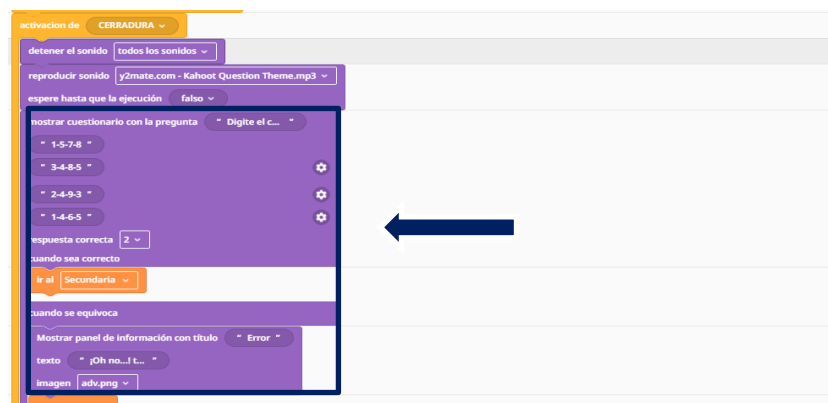 activacion de CERRADURA
detener el sonido todos los sonidos
reproducir sonido y2mate.com - Kahoot Question Theme.mp3
espere hasta que la ejecución falso
mostrar cuestionario con la pregunta “ Digite el c... ”
“ 1-5-7-8 ”
“ 3-4-8-5 ”
“ 2-4-9-3 ”
“ 1-4-6-5 ”
respuesta correcta 2
cuando sea correcto
ir al Secundaria
cuando se equivoca
Mostrar panel de información con título “ Error ”
texto “ ¡Oh no...! t... ”
imagen adv.png